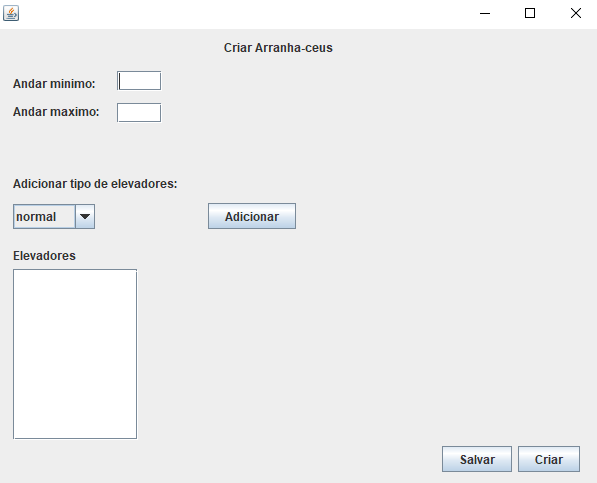 Criar Arranha-ceus
Andar minimo:
Andar maximo:
Adicionar tipo de elevadores:
normal
Adicionar
Elevadores
Salvar
Criar